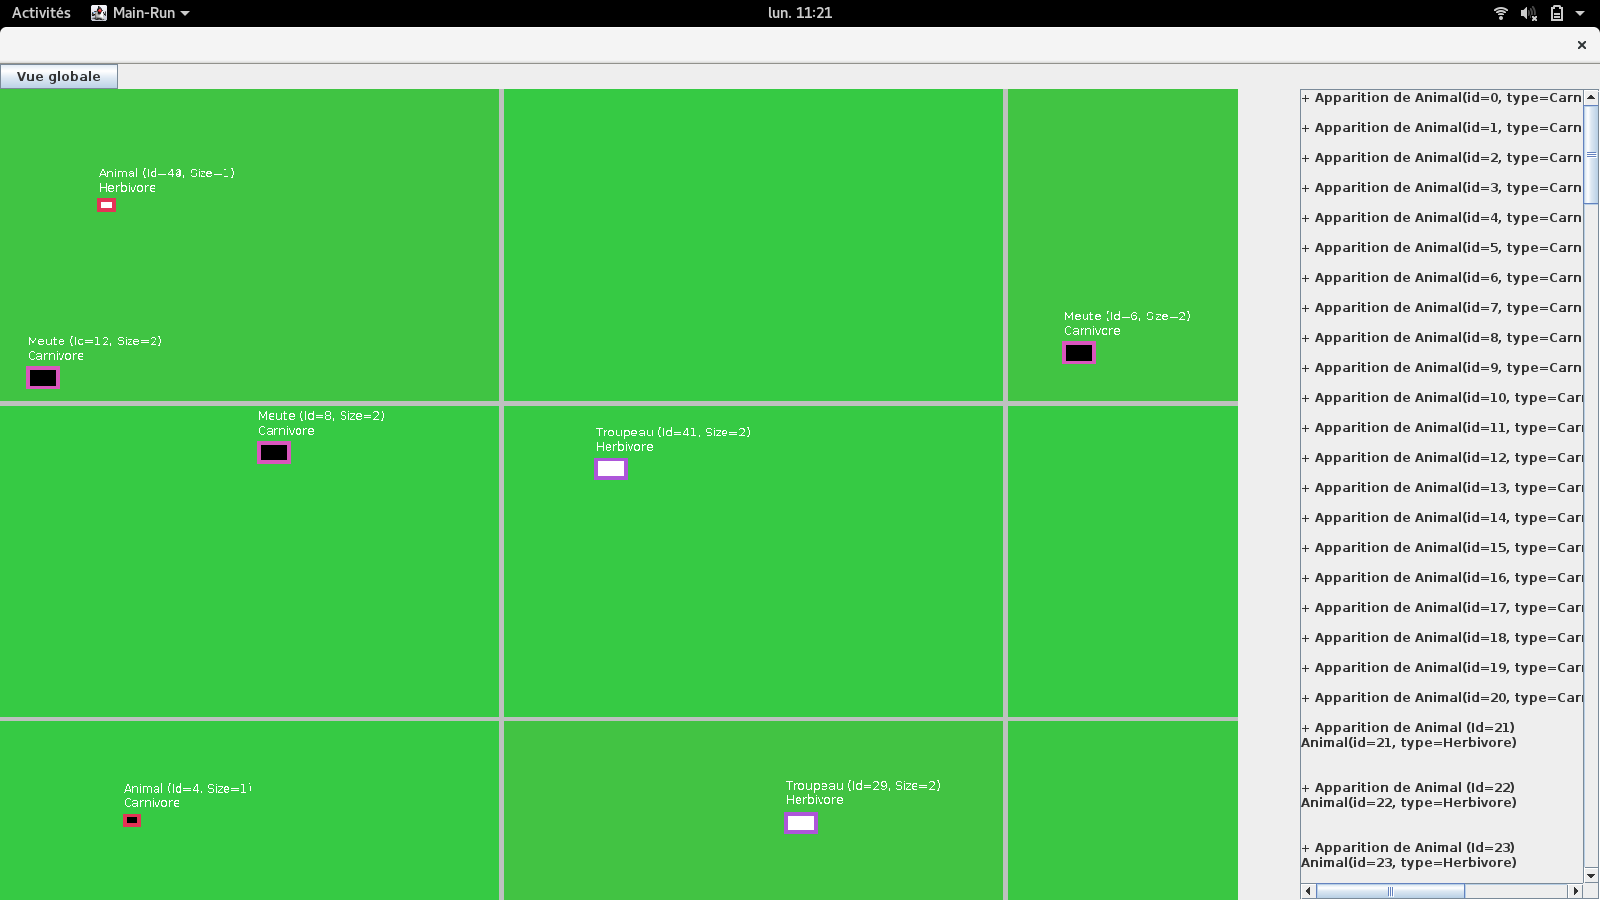 Activités Main-Run lun. 11:21
Vue globale
Animal (Id=40, Size=1)
Herbivore
Meute (Id=6, Size=2)
Carnivore
Meute (Id=12, Size=2)
Carnivore
Meute (Id=8, Size=2)
Carnivore
Troupeau (Id=41, Size=2)
Herbivore
Animal (Id=4, Size=1)
Carnivore
Troupeau (Id=29, Size=2)
Herbivore
+ Apparition de Animal(id=0, type=Carn
+ Apparition de Animal(id=1, type=Carn
+ Apparition de Animal(id=2, type=Carn
+ Apparition de Animal(id=3, type=Carn
+ Apparition de Animal(id=4, type=Carn
+ Apparition de Animal(id=5, type=Carn
+ Apparition de Animal(id=6, type=Carn
+ Apparition de Animal(id=7, type=Carn
+ Apparition de Animal(id=8, type=Carn
+ Apparition de Animal(id=9, type=Carn
+ Apparition de Animal(id=10, type=Car
+ Apparition de Animal(id=11, type=Car
+ Apparition de Animal(id=12, type=Car
+ Apparition de Animal(id=13, type=Car
+ Apparition de Animal(id=14, type=Car
+ Apparition de Animal(id=15, type=Car
+ Apparition de Animal(id=16, type=Car
+ Apparition de Animal(id=17, type=Car
+ Apparition de Animal(id=18, type=Car
+ Apparition de Animal(id=19, type=Car
+ Apparition de Animal(id=20, type=Car
+ Apparition de Animal (Id=21)
Animal(id=21, type=Herbivore)
+ Apparition de Animal (Id=22)
Animal(id=22, type=Herbivore)
+ Apparition de Animal (Id=23)
Animal(id=23, type=Herbivore)